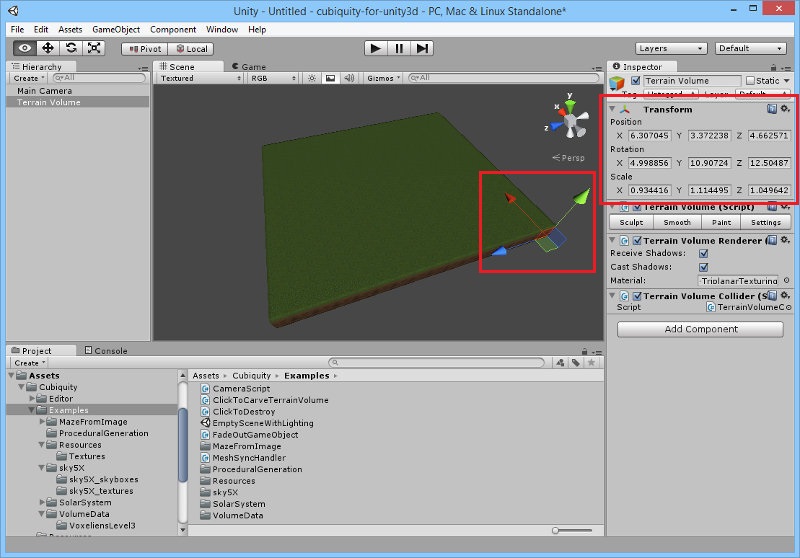 Unity - Untitled - cubiquity-for-unity3d - PC, Mac & Linux Standalone*
File Edit Assets GameObject Component Window Help
Pivot Local Layers Default
Hierarchy
Create All
Main Camera
Terrain Volume
Scene Game
Textured RGB Gizmos All
y
x
z
Persp
Inspector
Terrain Volume Static
Tag Untagged Layer Default
Transform
Position
X 6.307045 Y 3.372238 Z 4.662571
Rotation
X 4.998856 Y 10.90724 Z 12.50487
Scale
X 0.934416 Y 1.114495 Z 1.049642
Terrain Volume (Script)
Sculpt Smooth Paint Settings
Terrain Volume Renderer (
Receive Shadows:
Cast Shadows:
Material: TriplanarTexturing
Terrain Volume Collider (S
Script TerrainVolumeC
Add Component
Project Console
Create
Assets
Cubiquity
Editor
Examples
MazeFromImage
ProceduralGeneration
Resources
Textures
sky5X
sky5X_skyboxes
sky5X_textures
SolarSystem
VolumeData
VoxeliensLevel3
Resources
Assets Cubiquity Examples
CameraScript
ClickToCarveTerrainVolume
ClickToDestroy
EmptySceneWithLighting
FadeOutGameObject
MazeFromImage
MeshSyncHandler
ProceduralGeneration
Resources
sky5X
SolarSystem
VolumeData